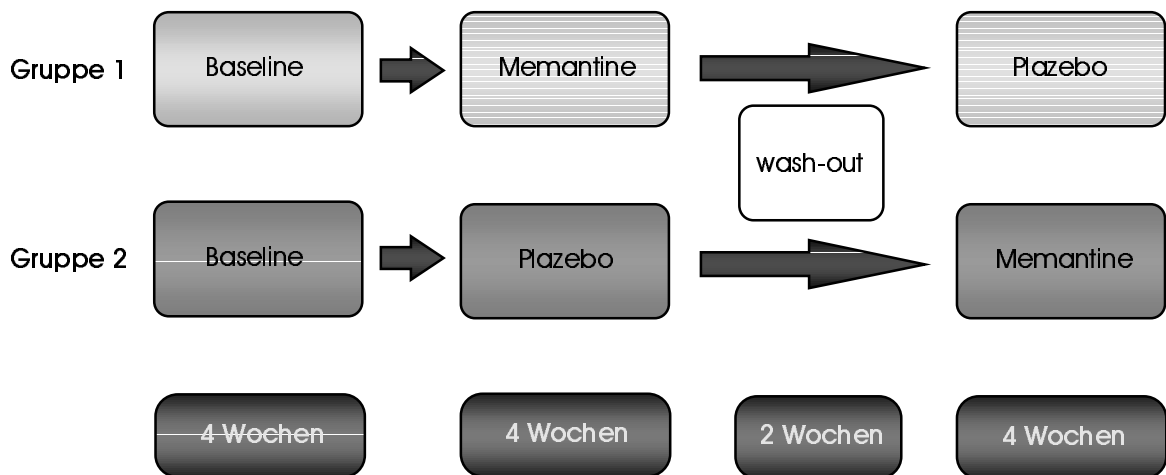 Gruppe 1
Baseline
Memantine
Plazebo
wash-out
Gruppe 2
Baseline
Plazebo
Memantine
4 Wochen
4 Wochen
2 Wochen
4 Wochen